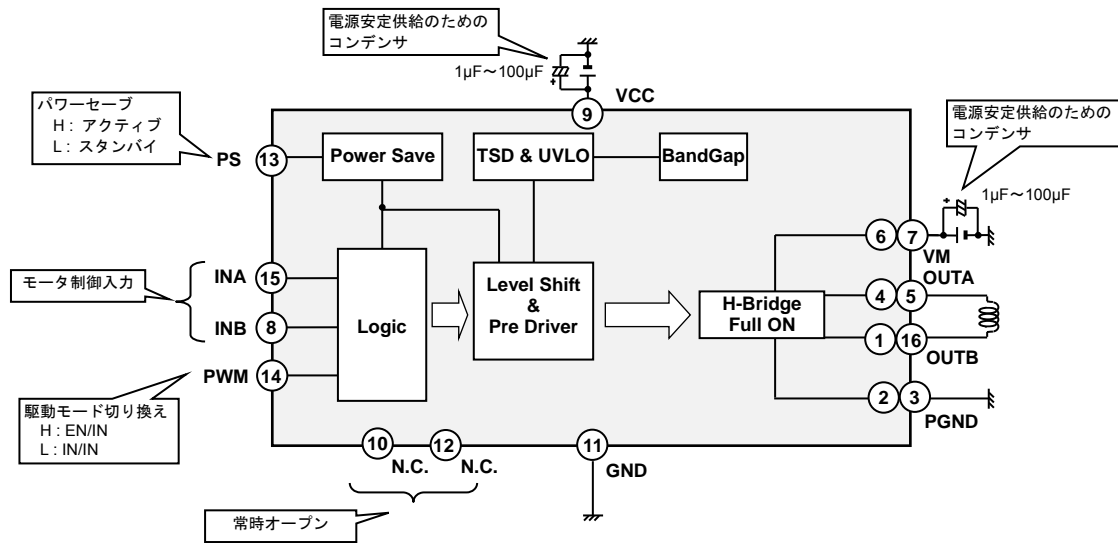 電源安定供給のための
コンデンサ
1µF～100µF
+
9
VCC
パワーセーブ
H : アクティブ
L : スタンバイ
PS
13
Power Save
TSD & UVLO
BandGap
電源安定供給のための
コンデンサ
+
1µF～100µF
6
7
VM
モータ制御入力
INA
15
INB
8
PWM
14
Logic
Level Shift
&
Pre Driver
H-Bridge
Full ON
OUTA
4
5
1
16
OUTB
2
3
PGND
駆動モード切り換え
H : EN/IN
L : IN/IN
10
N.C.
12
N.C.
11
GND
常時オープン